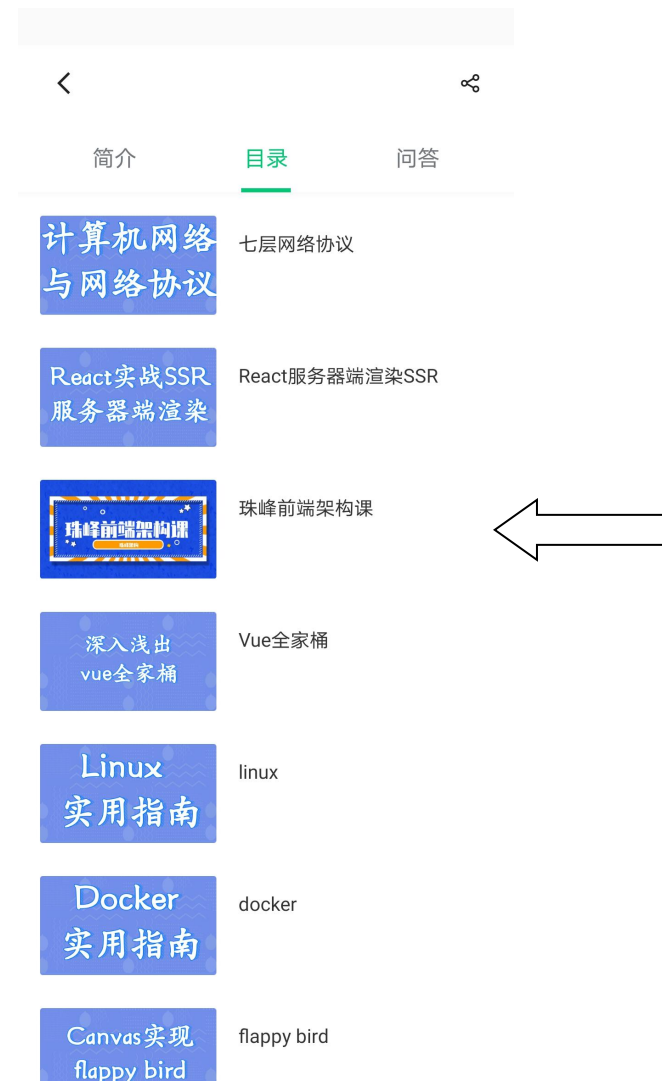 简介
目录
问答
计算机网络
与网络协议
七层网络协议
React实战SSR
服务器端渲染
React服务器端渲染SSR
珠峰前端架构课
珠峰前端架构课
深入浅出
vue全家桶
Vue全家桶
Linux
实用指南
linux
Docker
实用指南
docker
Canvas实现
flappy bird
flappy bird